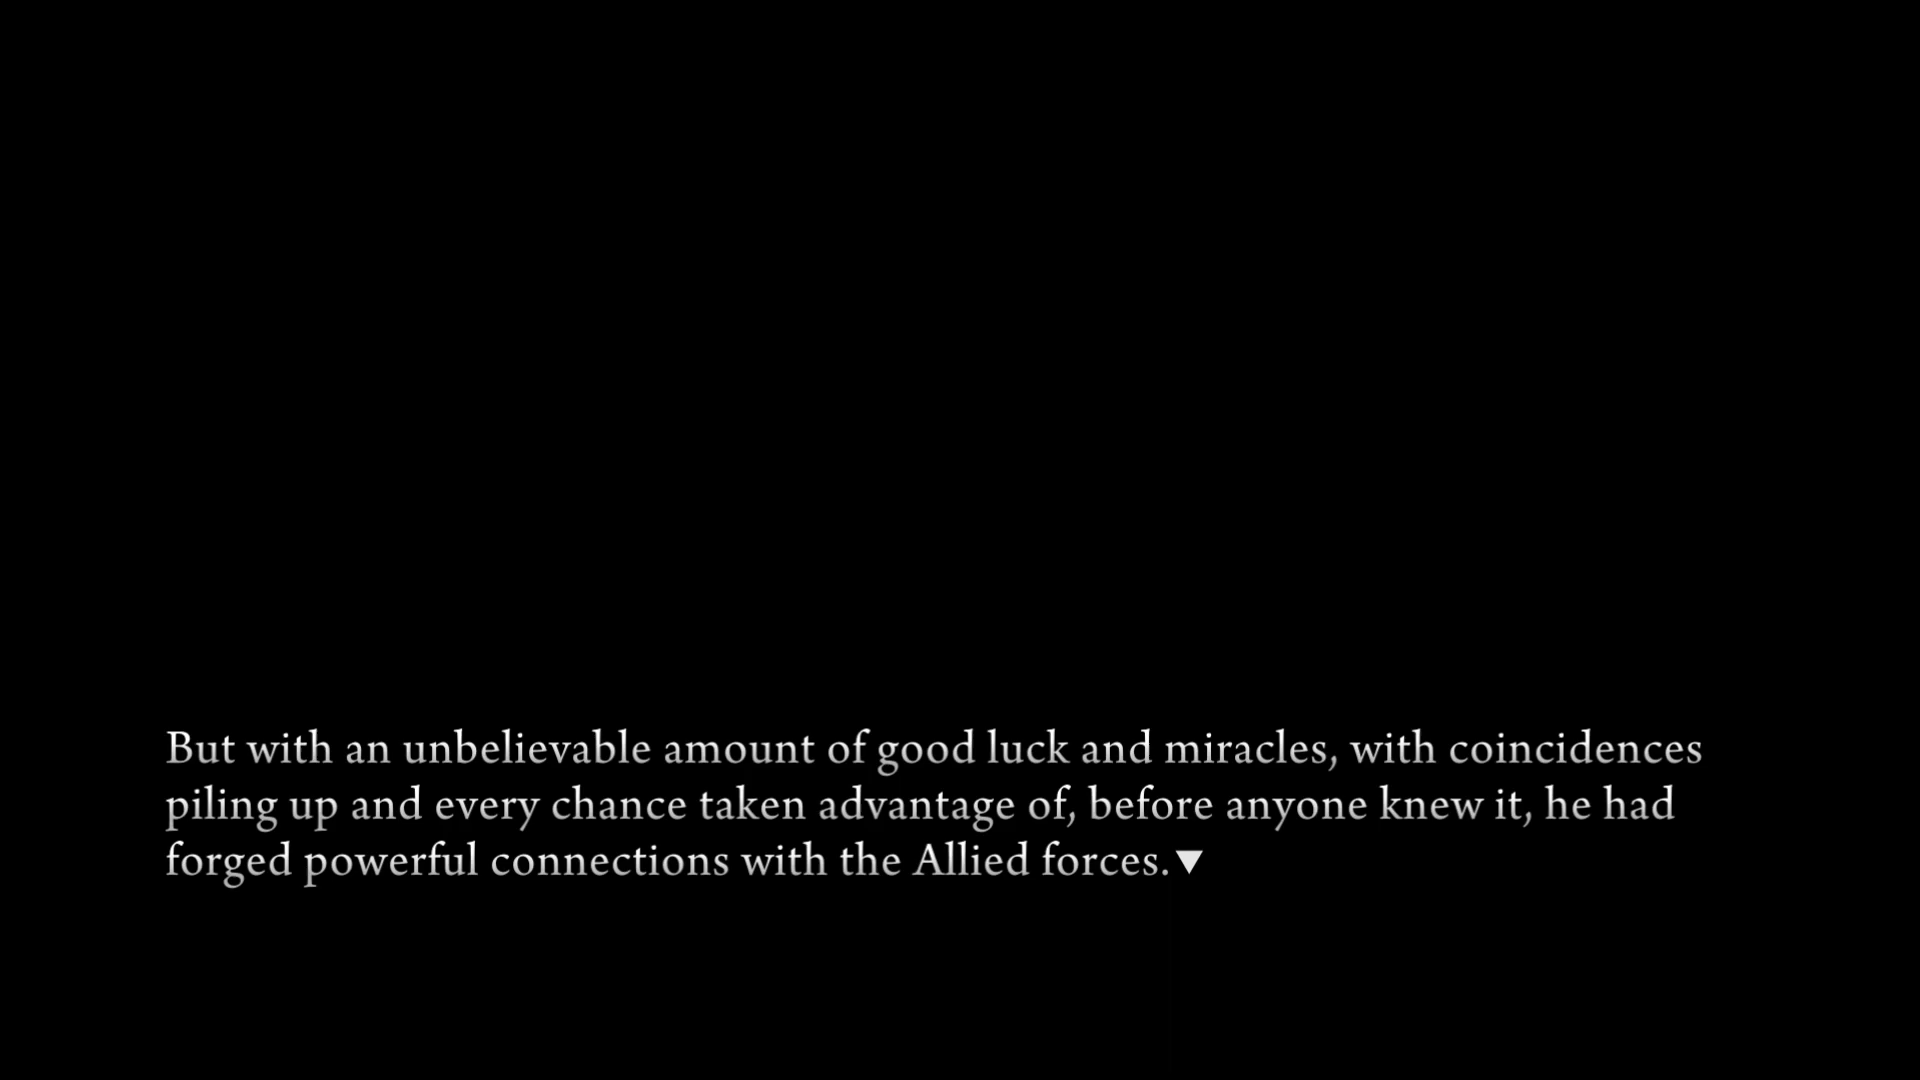 But with an unbelievable amount of good luck and miracles, with coincidences
piling up and every chance taken advantage of, before anyone knew it, he had
forged powerful connections with the Allied forces.▼